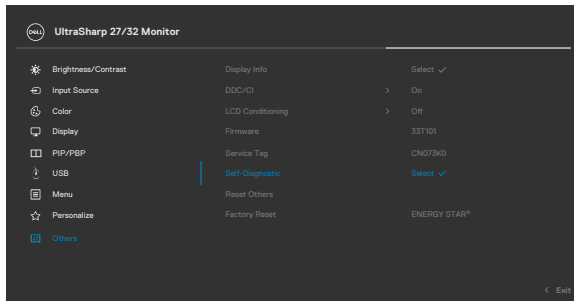 DELL UltraSharp 27/32 Monitor
Brightness/Contrast Display Info Select ✓
Input Source DDC/CI > On
Color LCD Conditioning > Off
Display Firmware 33T101
PIP/PBP Service Tag CN073K0
USB Self-Diagnostic Select ✓
Menu Reset Others
Personalize Factory Reset ENERGY STAR®
Others
< Exit